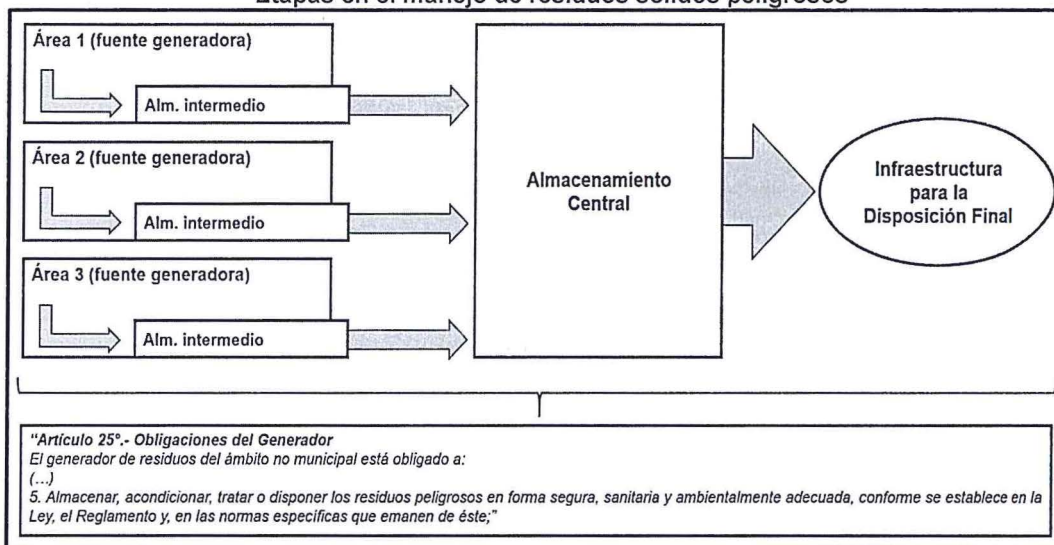 Etapas en el manejo de residuos sólidos peligrosos
Área 1 (fuente generadora)
Alm. intermedio
Área 2 (fuente generadora)
Alm. intermedio
Área 3 (fuente generadora)
Alm. intermedio
Almacenamiento
Central
Infraestructura
para la
Disposición Final
"Artículo 25°.- Obligaciones del Generador
El generador de residuos del ámbito no municipal está obligado a:
(...)
5. Almacenar, acondicionar, tratar o disponer los residuos peligrosos en forma segura, sanitaria y ambientalmente adecuada, conforme se establece en la
Ley, el Reglamento y, en las normas especificas que emanen de éste;"